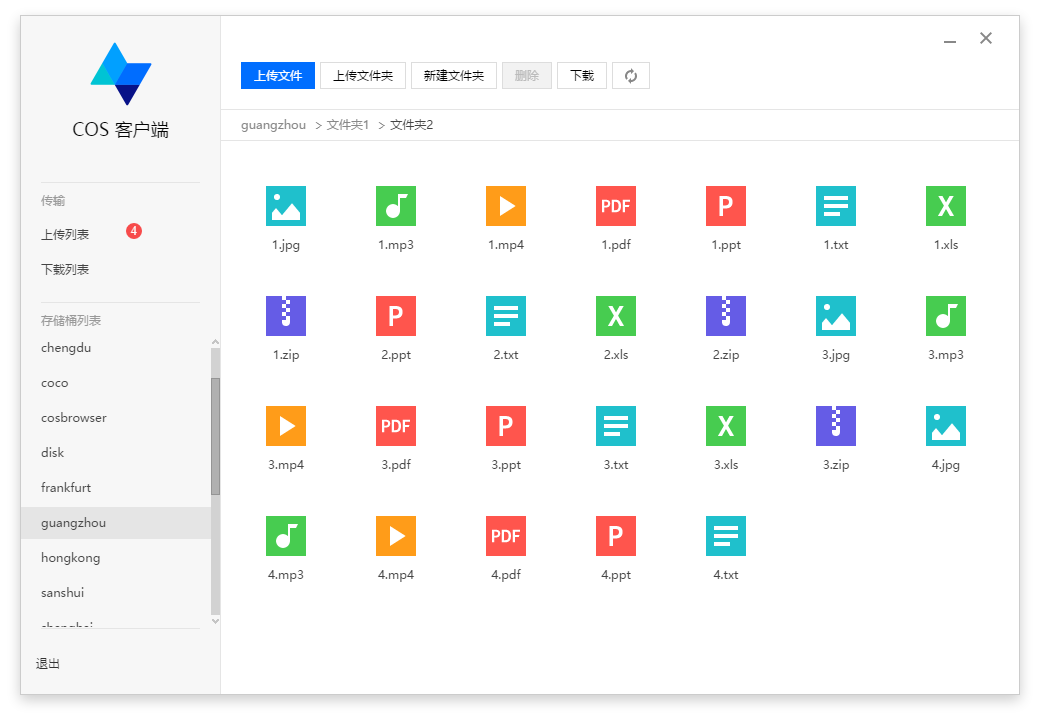 COS 客户端
传输
上传列表
4
下载列表
存储桶列表
chengdu
coco
cosbrowser
disk
frankfurt
guangzhou
hongkong
sanshui
退出
上传文件 上传文件夹 新建文件夹 删除 下载
guangzhou > 文件夹1 > 文件夹2
PDF P X
1.jpg 1.mp3 1.mp4 1.pdf 1.ppt 1.txt 1.xls
P X
1.zip 2.ppt 2.txt 2.xls 2.zip 3.jpg 3.mp3
PDF P X
3.mp4 3.pdf 3.ppt 3.txt 3.xls 3.zip 4.jpg
PDF P
4.mp3 4.mp4 4.pdf 4.ppt 4.txt